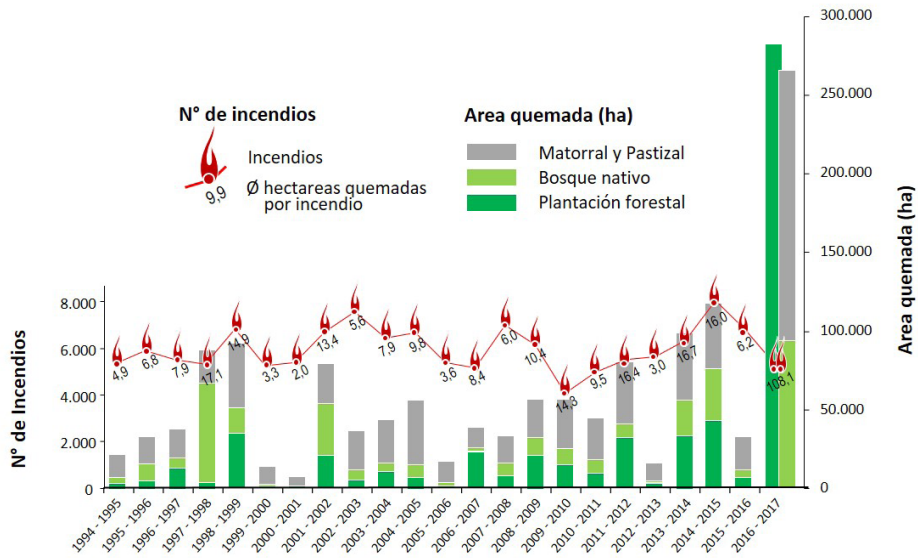 300.000
250.000
200.000
150.000
100.000
50.000
0
Area quemada (ha)
N° de incendios
Incendios
9,9
Ø hectareas quemadas
por incendio
Area quemada (ha)
Matorral y Pastizal
Bosque nativo
Plantación forestal
8.000
6.000
4.000
2.000
0
N° de Incendios
4,9
6,8
7,9
17,1
14,9
3,3
2,0
13,4
5,6
7,9
9,8
3,6
8,4
6,0
10,4
14,3
9,5
16,4
3,0
16,7
16,0
6,2
108,1
1994 - 1995
1995 - 1996
1996 - 1997
1997 - 1998
1998 - 1999
1999 - 2000
2000 - 2001
2001 - 2002
2002 - 2003
2003 - 2004
2004 - 2005
2005 - 2006
2006 - 2007
2007 - 2008
2008 - 2009
2009 - 2010
2010 - 2011
2011 - 2012
2012 - 2013
2013 - 2014
2014 - 2015
2015 - 2016
2016 - 2017